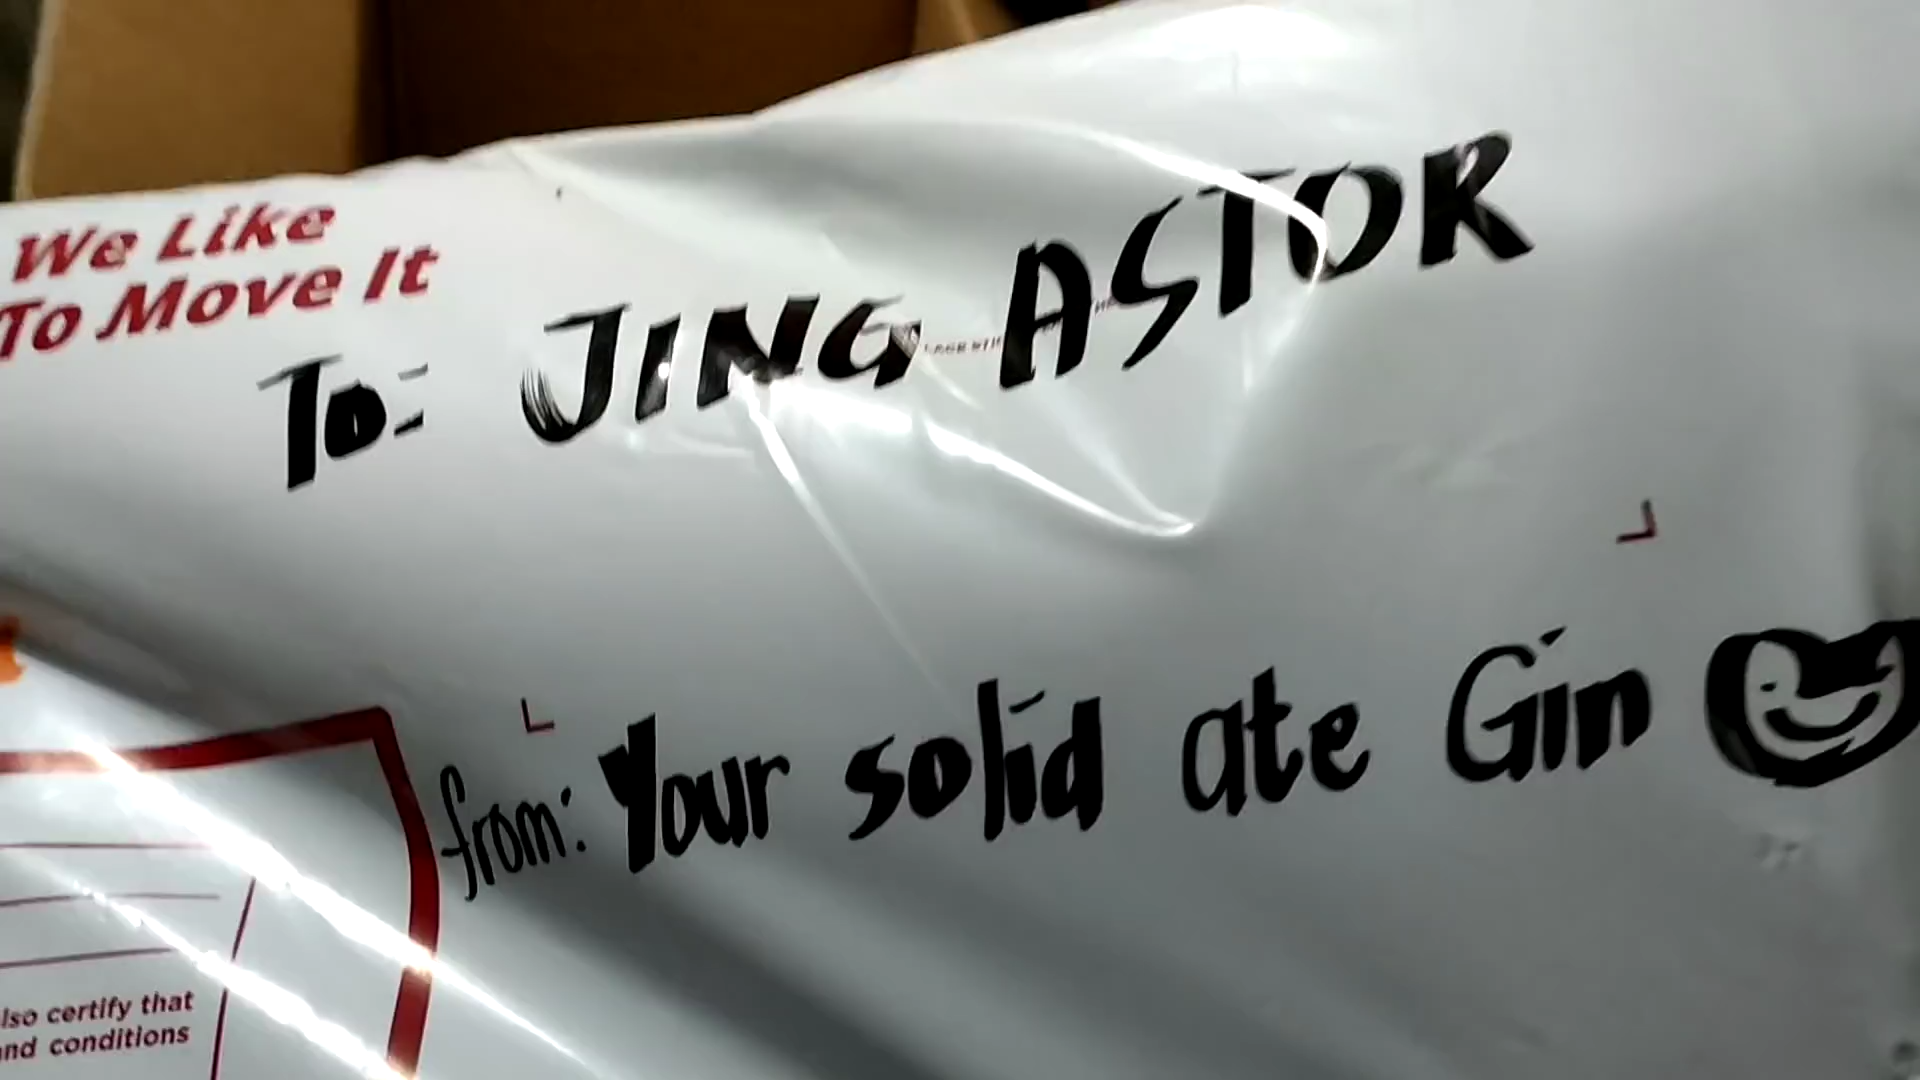 We Like
To Move It
To: JING ASTOR
from: Your solid ate Gin
lso certify that
nd conditions